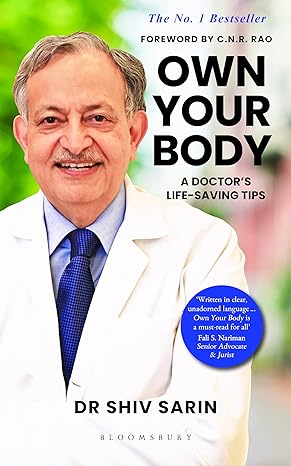 The No. 1 Bestseller
FOREWORD BY C.N.R. RAO
OWN
YOUR
BODY
A DOCTOR'S
LIFE-SAVING TIPS
'Written in clear,
unadorned language ...
Own Your Body is
a must-read for all'
Fali S. Nariman
Senior Advocate
& Jurist
DR SHIV SARIN
BLOOMSBURY